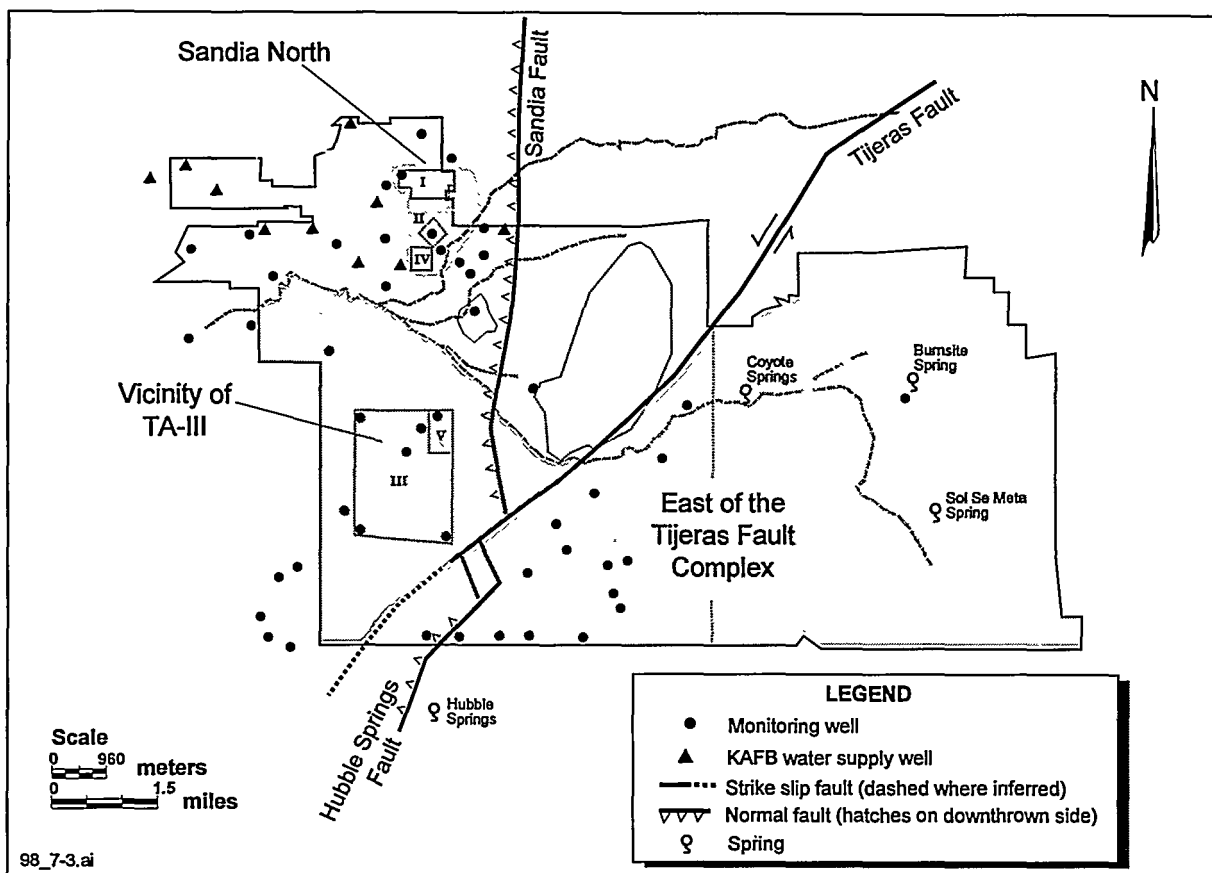 Sandia North
Sandia Fault
Tijeras Fault
N
I
II
IV
Vicinity of
TA-III
V
III
Coyote
Springs
Burnsite
Spring
Sol Se Mete
Spring
East of the
Tijeras Fault
Complex
Hubble Springs
Fault
Hubble
Springs
Scale
0 960
meters
0 1.5
miles
LEGEND
Monitoring well
KAFB water supply well
Strike slip fault (dashed where inferred)
Normal fault (hatches on downthrown side)
Spring
98_7-3.ai